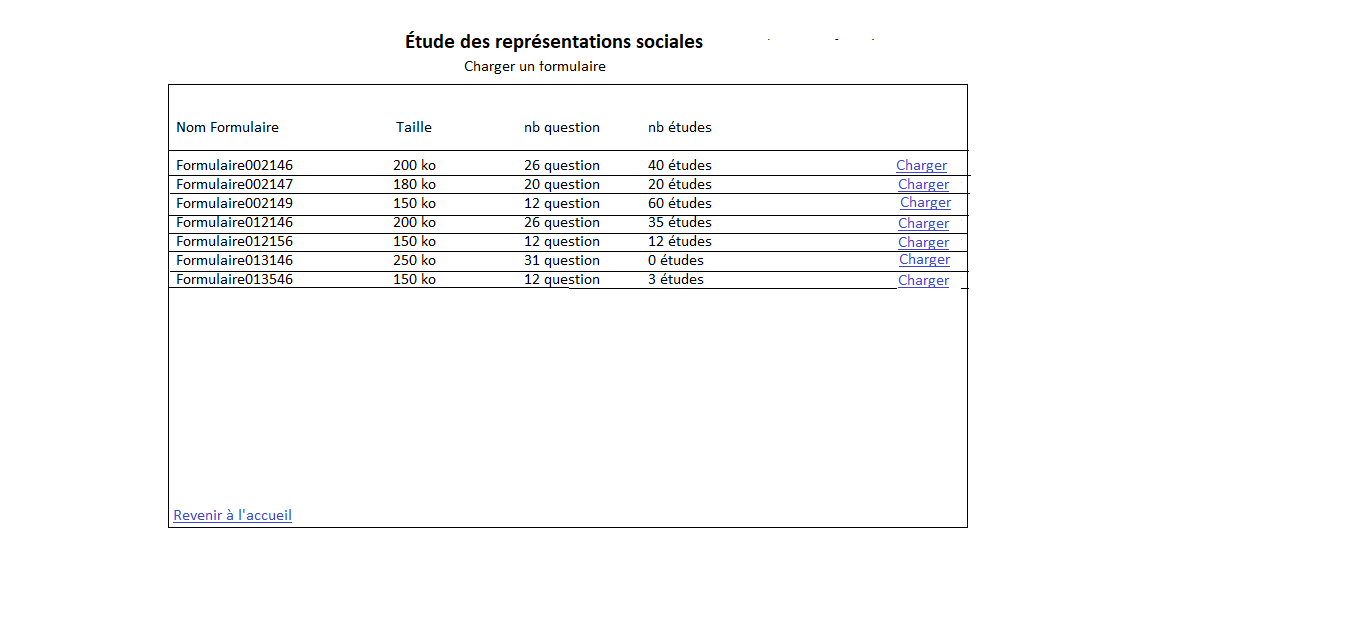 Étude des représentations sociales
Charger un formulaire
Nom Formulaire Taille nb question nb études
Formulaire002146 200 ko 26 question 40 études Charger
Formulaire002147 180 ko 20 question 20 études Charger
Formulaire002149 150 ko 12 question 60 études Charger
Formulaire012146 200 ko 26 question 35 études Charger
Formulaire012156 150 ko 12 question 12 études Charger
Formulaire013146 250 ko 31 question 0 études Charger
Formulaire013546 150 ko 12 question 3 études Charger
Revenir à l'accueil